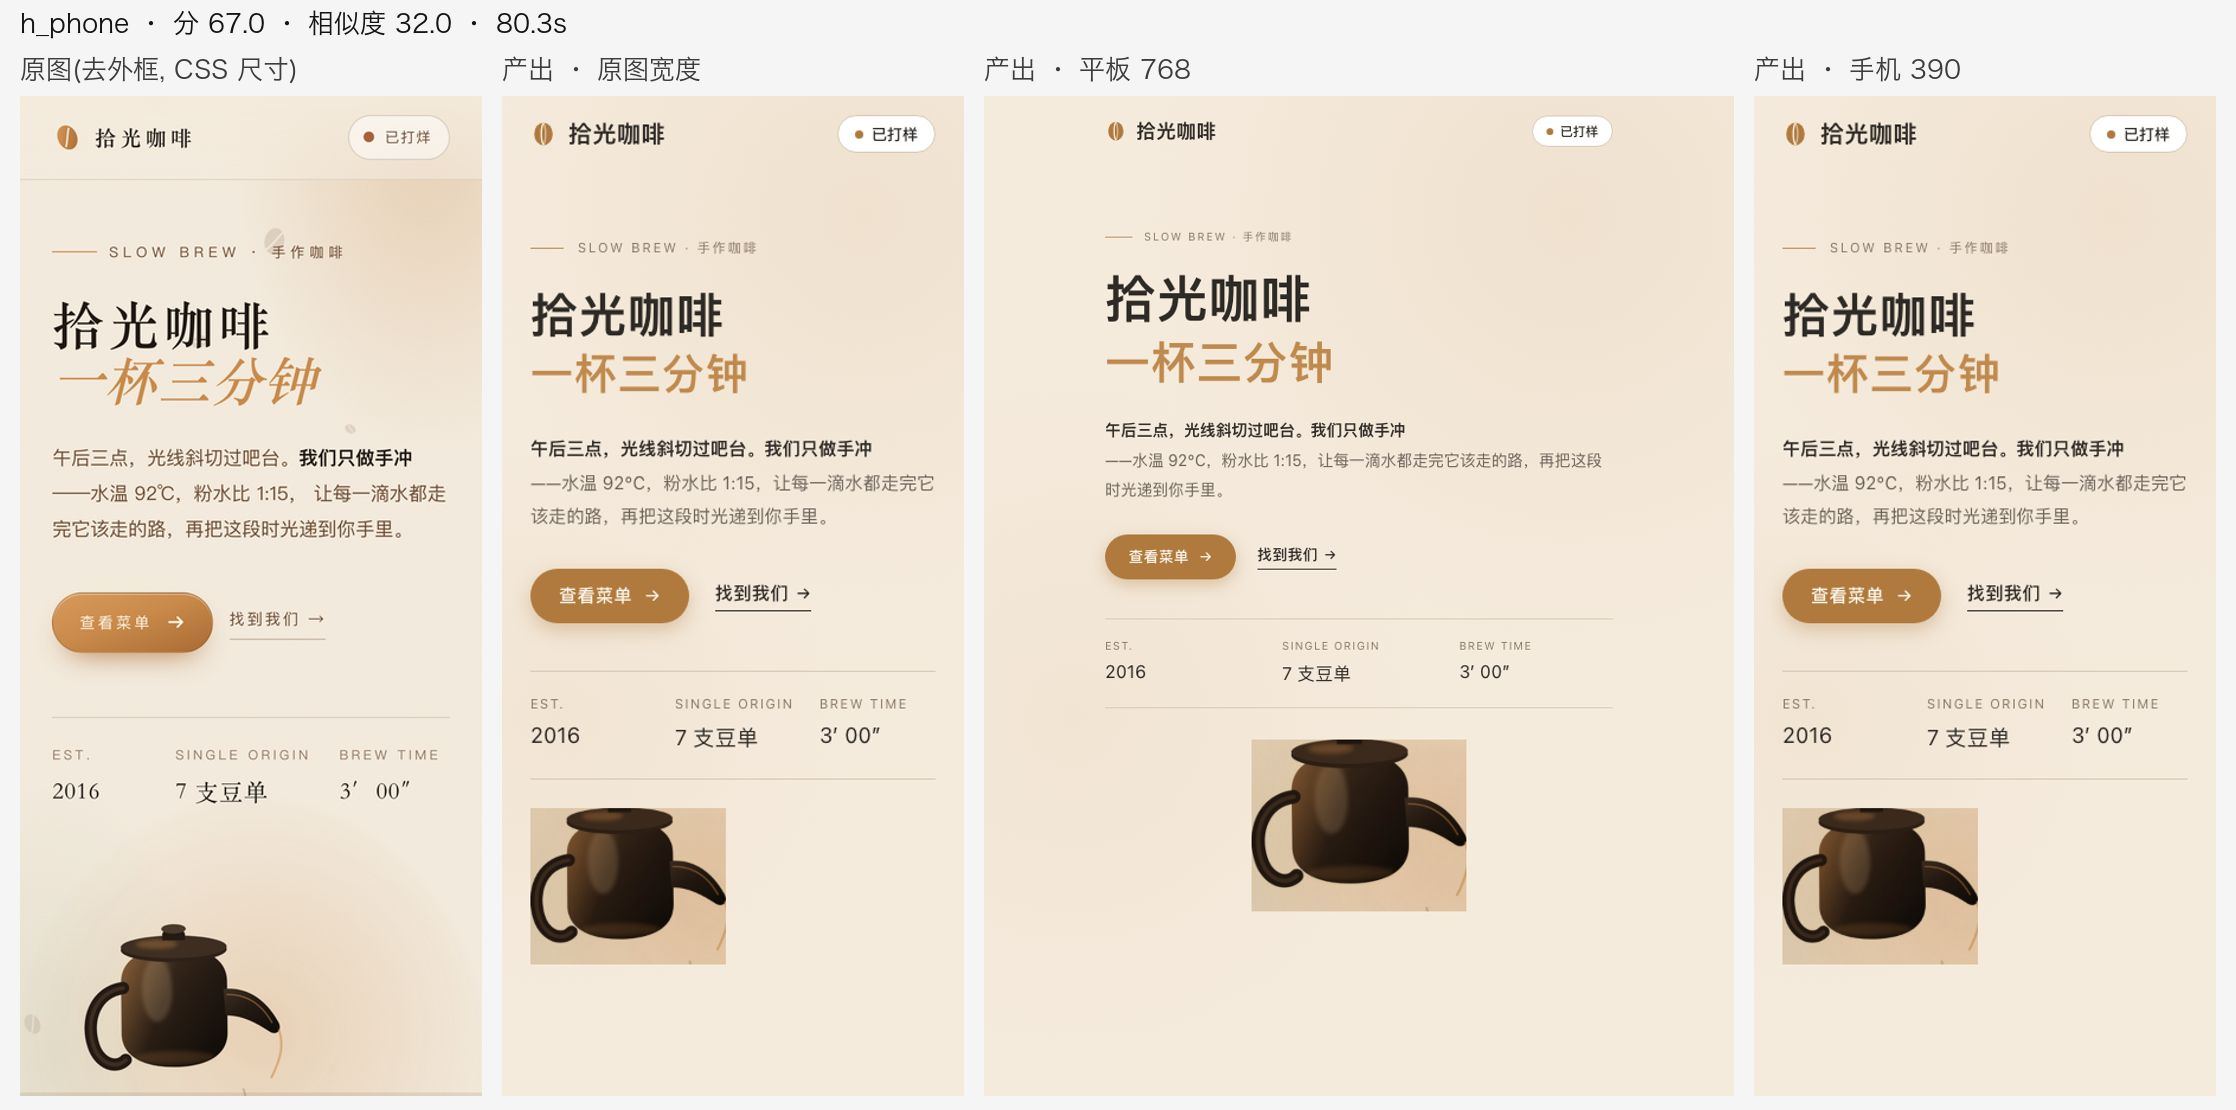 h_phone · 分 67.0 · 相似度 32.0 · 80.3s
原图(去外框, CSS 尺寸)
拾光咖啡
已打烊
SLOW BREW · 手作咖啡
拾光咖啡
一杯三分钟
午后三点，光线斜切过吧台。我们只做手冲
——水温 92℃，粉水比 1:15， 让每一滴水都走
完它该走的路，再把这段时光递到你手里。
查看菜单 →
找到我们 →
EST.
SINGLE ORIGIN
BREW TIME
2016
7 支豆单
3′ 00″
产出 · 原图宽度
拾光咖啡
已打样
SLOW BREW · 手作咖啡
拾光咖啡
一杯三分钟
午后三点，光线斜切过吧台。我们只做手冲
——水温 92°C，粉水比 1:15，让每一滴水都走完它
该走的路，再把这段时光递到你手里。
查看菜单 →
找到我们 →
EST.
SINGLE ORIGIN
BREW TIME
2016
7 支豆单
3′ 00″
产出 · 平板 768
拾光咖啡
已打样
SLOW BREW · 手作咖啡
拾光咖啡
一杯三分钟
午后三点，光线斜切过吧台。我们只做手冲
——水温 92°C，粉水比 1:15，让每一滴水都走完它该走的路，再把这段
时光递到你手里。
查看菜单 →
找到我们 →
EST.
SINGLE ORIGIN
BREW TIME
2016
7 支豆单
3′ 00″
产出 · 手机 390
拾光咖啡
已打样
SLOW BREW · 手作咖啡
拾光咖啡
一杯三分钟
午后三点，光线斜切过吧台。我们只做手冲
——水温 92°C，粉水比 1:15，让每一滴水都走完它
该走的路，再把这段时光递到你手里。
查看菜单 →
找到我们 →
EST.
SINGLE ORIGIN
BREW TIME
2016
7 支豆单
3′ 00″